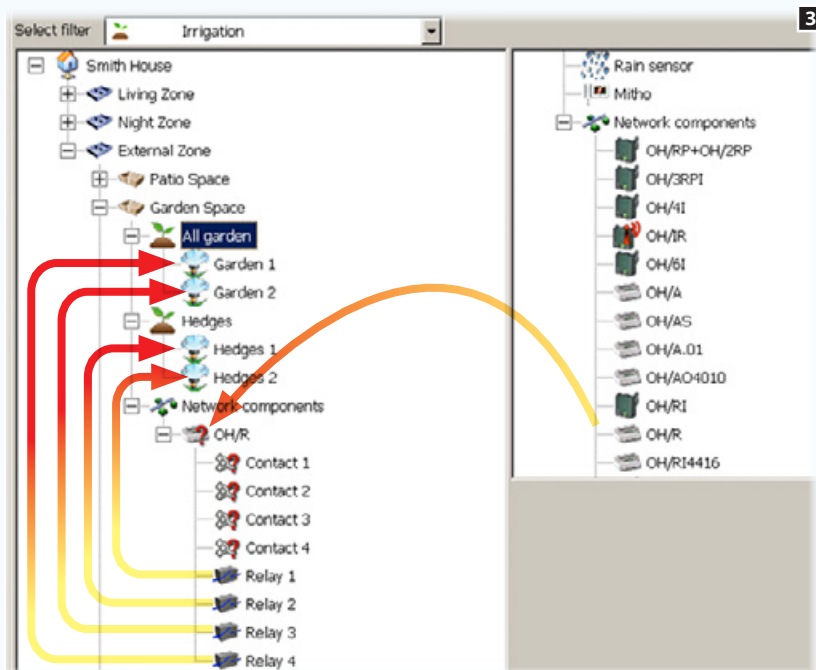 3
Select filter Irrigation
Smith House
Living Zone
Night Zone
External Zone
Patio Space
Garden Space
All garden
Garden 1
Garden 2
Hedges
Hedges 1
Hedges 2
Network components
OH/R
Contact 1
Contact 2
Contact 3
Contact 4
Relay 1
Relay 2
Relay 3
Relay 4
Rain sensor
Mitho
Network components
OH/RP+OH/2RP
OH/3RPI
OH/4I
OH/IR
OH/6I
OH/A
OH/AS
OH/A.01
OH/AO4010
OH/RI
OH/R
OH/RI4416